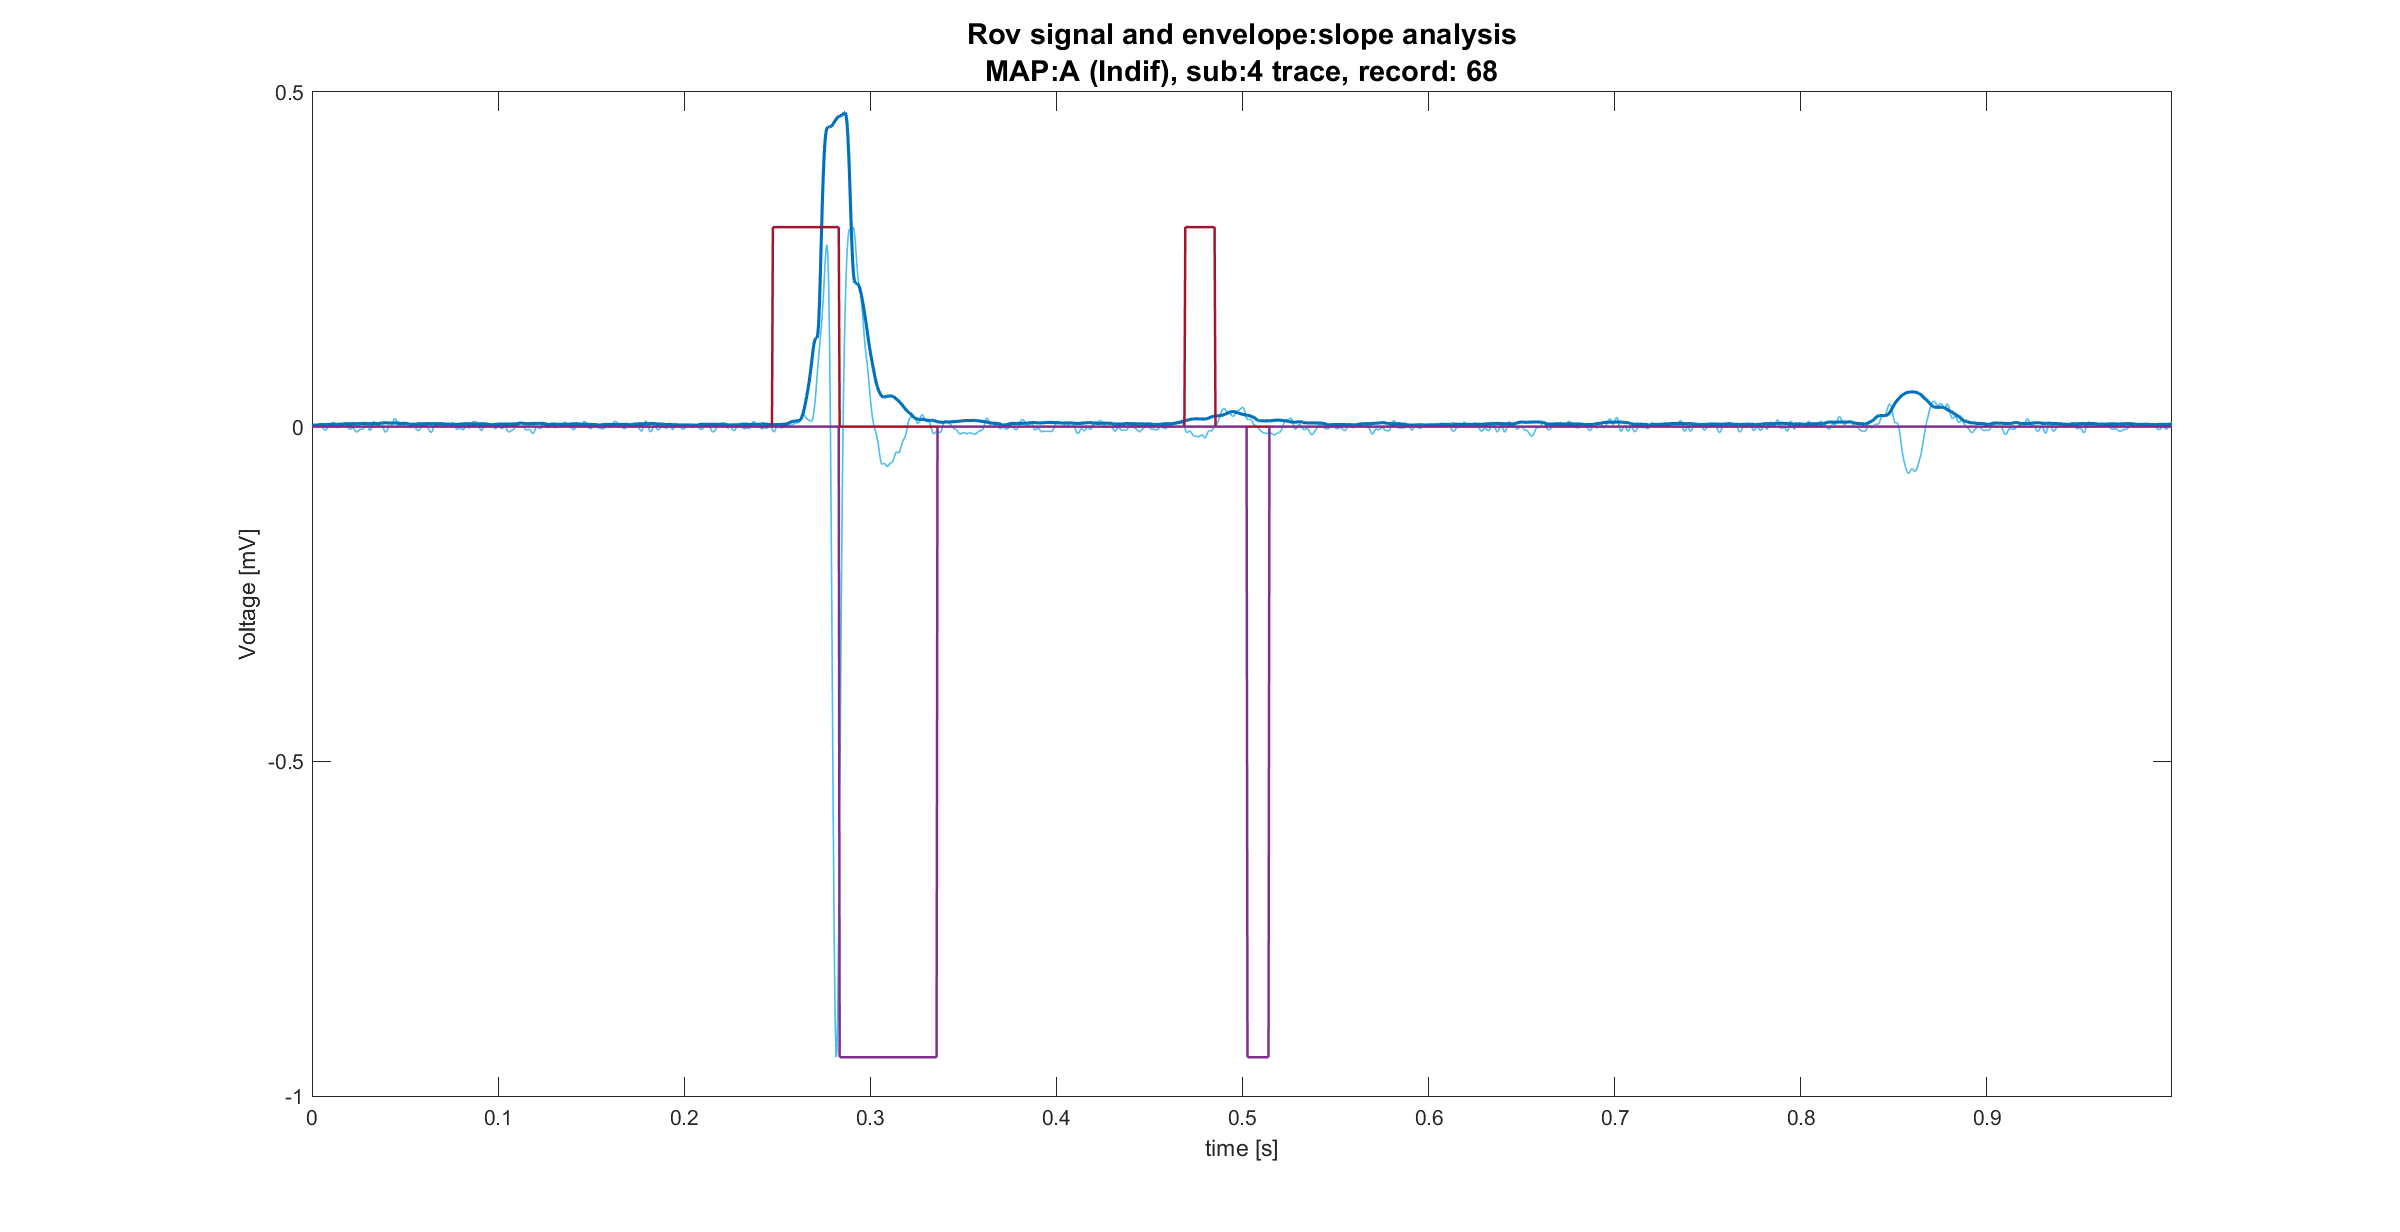 Rov signal and envelope:slope analysis
MAP:A (Indif), sub:4 trace, record: 68
0.5
0
-0.5
-1
Voltage [mV]
0 0.1 0.2 0.3 0.4 0.5 0.6 0.7 0.8 0.9
time [s]